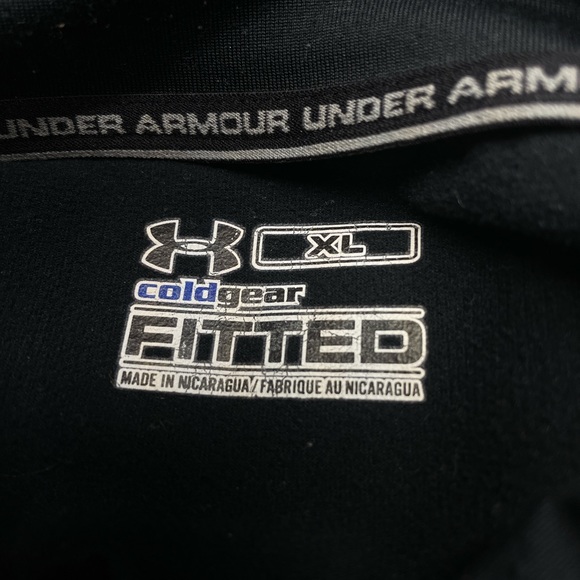 UNDER ARMOUR UNDER ARM
XL
coldgear
FITTED
MADE IN NICARAGUA/FABRIQUE AU NICARAGUA